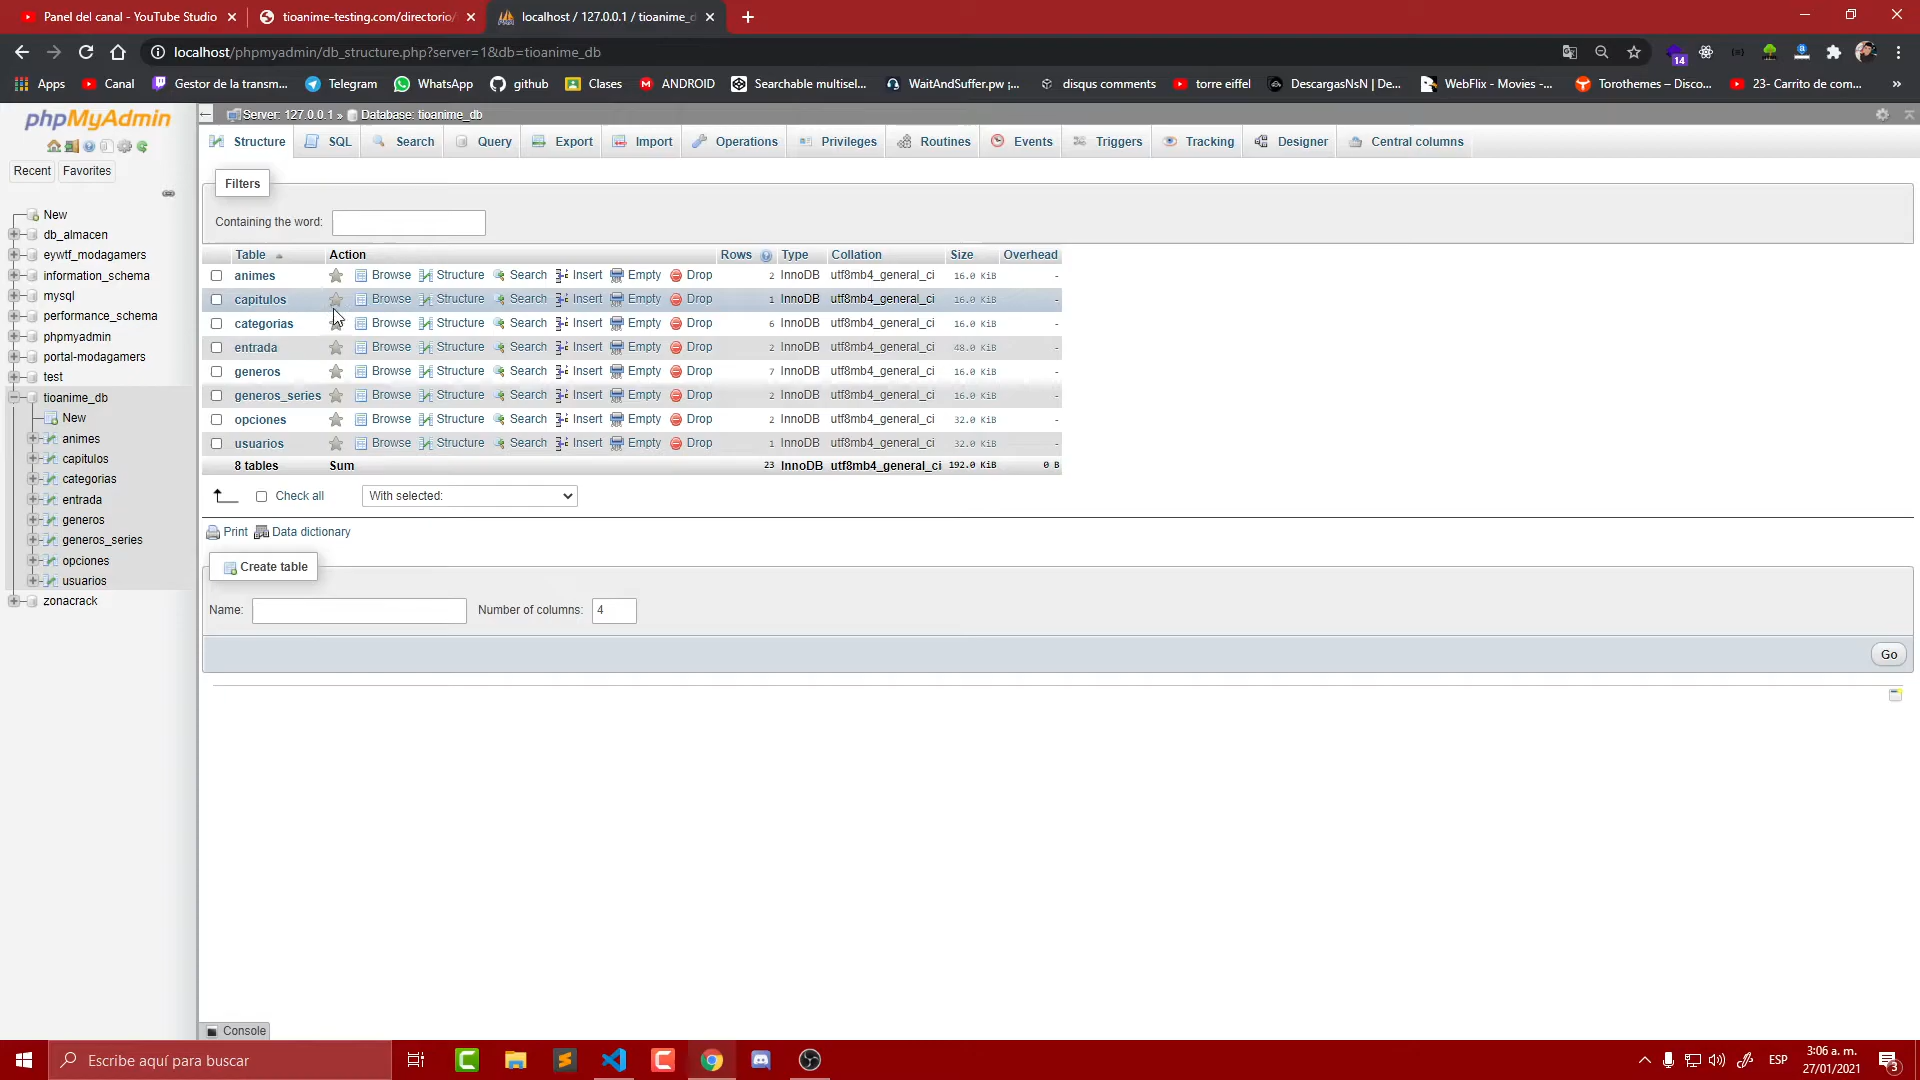 Panel del canal - YouTube Studio
tioanime-testing.com/directorio/
localhost / 127.0.0.1 / tioanime_d
localhost/phpmyadmin/db_structure.php?server=1&db=tioanime_db
14
Apps Canal Gestor de la transm... Telegram WhatsApp github Clases ANDROID Searchable multisel... WaitAndSuffer.pw ¡... disqus comments torre eiffel DescargasNsN | De... WebFlix - Movies -... Torothemes – Disco... 23- Carrito de com... »
phpMyAdmin
Recent Favorites
New
db_almacen
eywtf_modagamers
information_schema
mysql
performance_schema
phpmyadmin
portal-modagamers
test
tioanime_db
New
animes
capitulos
categorias
entrada
generos
generos_series
opciones
usuarios
zonacrack
Server: 127.0.0.1 » Database: tioanime_db
Structure SQL Search Query Export Import Operations Privileges Routines Events Triggers Tracking Designer Central columns
Filters
Containing the word:
Table Action Rows Type Collation Size Overhead
animes Browse Structure Search Insert Empty Drop 2 InnoDB utf8mb4_general_ci 16.0 KiB -
capitulos Browse Structure Search Insert Empty Drop 1 InnoDB utf8mb4_general_ci 16.0 KiB -
categorias Browse Structure Search Insert Empty Drop 6 InnoDB utf8mb4_general_ci 16.0 KiB -
entrada Browse Structure Search Insert Empty Drop 2 InnoDB utf8mb4_general_ci 48.0 KiB -
generos Browse Structure Search Insert Empty Drop 7 InnoDB utf8mb4_general_ci 16.0 KiB -
generos_series Browse Structure Search Insert Empty Drop 2 InnoDB utf8mb4_general_ci 16.0 KiB -
opciones Browse Structure Search Insert Empty Drop 2 InnoDB utf8mb4_general_ci 32.0 KiB -
usuarios Browse Structure Search Insert Empty Drop 1 InnoDB utf8mb4_general_ci 32.0 KiB -
8 tables Sum 23 InnoDB utf8mb4_general_ci 192.0 KiB 0 B
Check all With selected:
Print Data dictionary
Create table
Name: Number of columns: 4
Go
Console
Escribe aquí para buscar
ESP
3:06 a. m.
27/01/2021
3